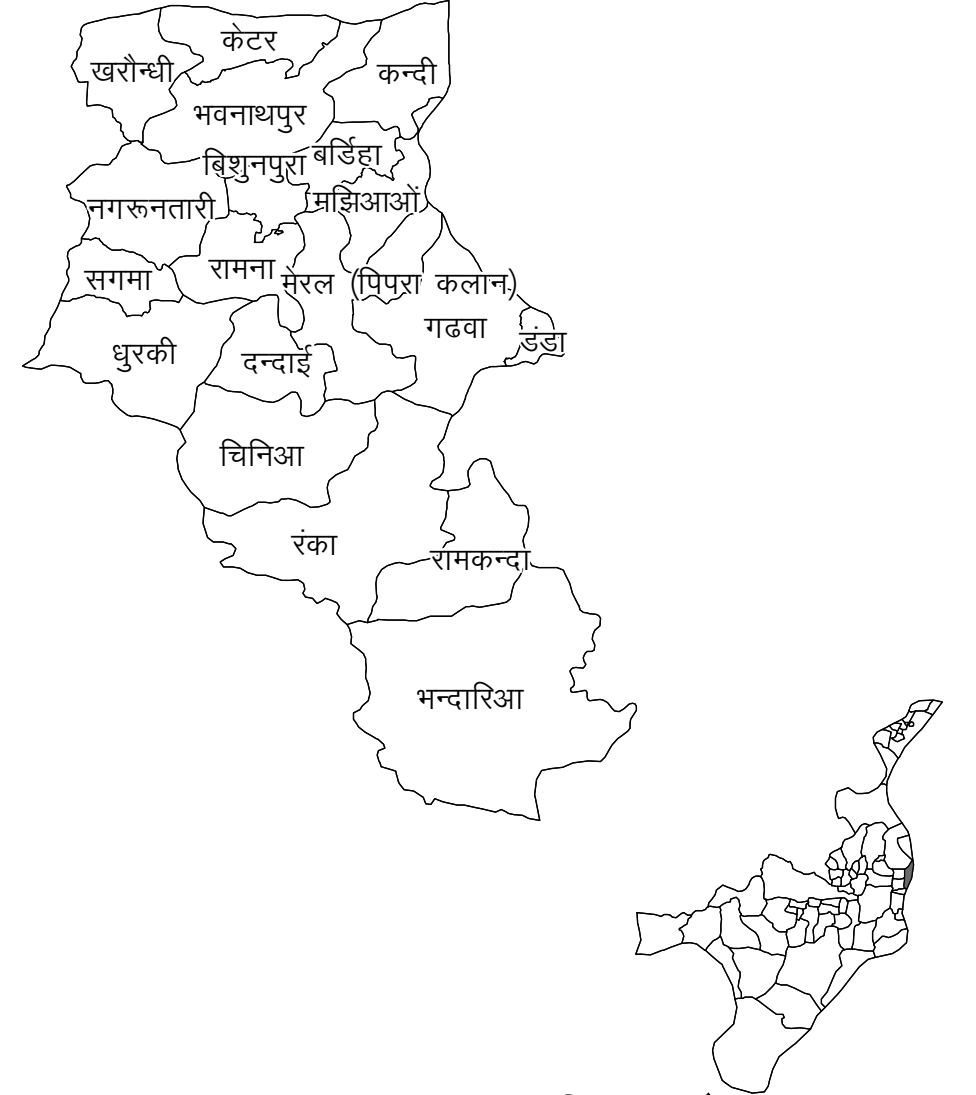 केटर
खरौन्धी
कन्दी
भवनाथपुर
बर्डिहा
बिशुनपुरा
मझिआओं
नगरूनतारी
रामना
सगमा
मेरल (पिपरा कलान)
गढवा
डंडा
धुरकी
दन्दाई
चिनिआ
रंका
रामकन्दा
भन्दारिआ